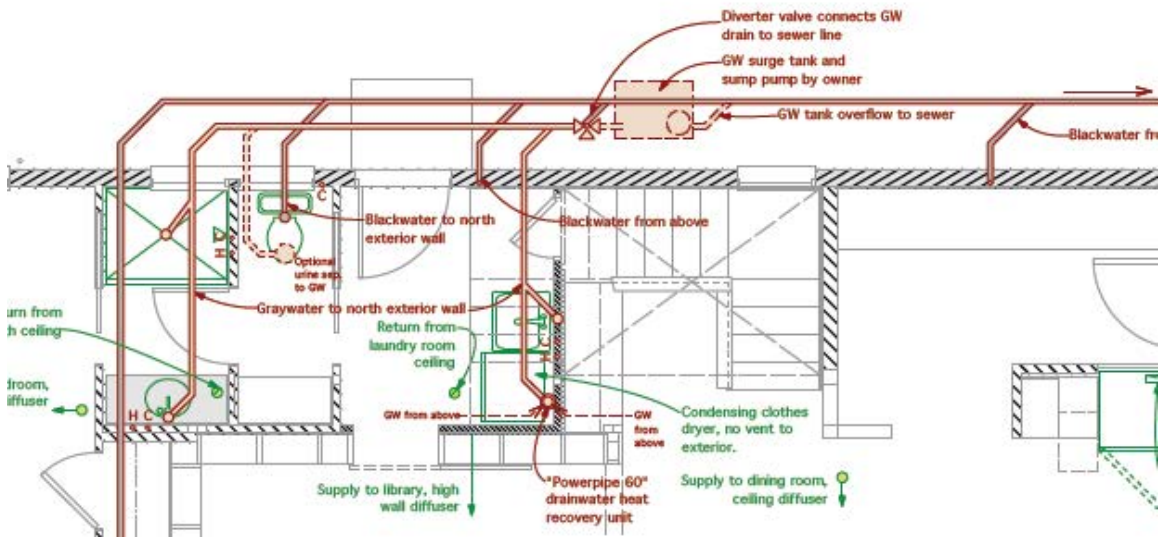 Diverter valve connects GW
drain to sewer line
GW surge tank and
sump pump by owner
GW tank overflow to sewer
Blackwater
C
Blackwater to north
exterior wall
Blackwater from above
H C
Optional
urine sep.
to GW
Graywater to north exterior wall
from
ceiling
Return from
laundry room
ceiling
H C
diffuser
H C
GW from above
GW
from
above
Condensing clothes
dryer, no vent to
exterior.
Supply to library, high
wall diffuser
"Powerpipe 60"
drainwater heat
recovery unit
Supply to dining room,
ceiling diffuser